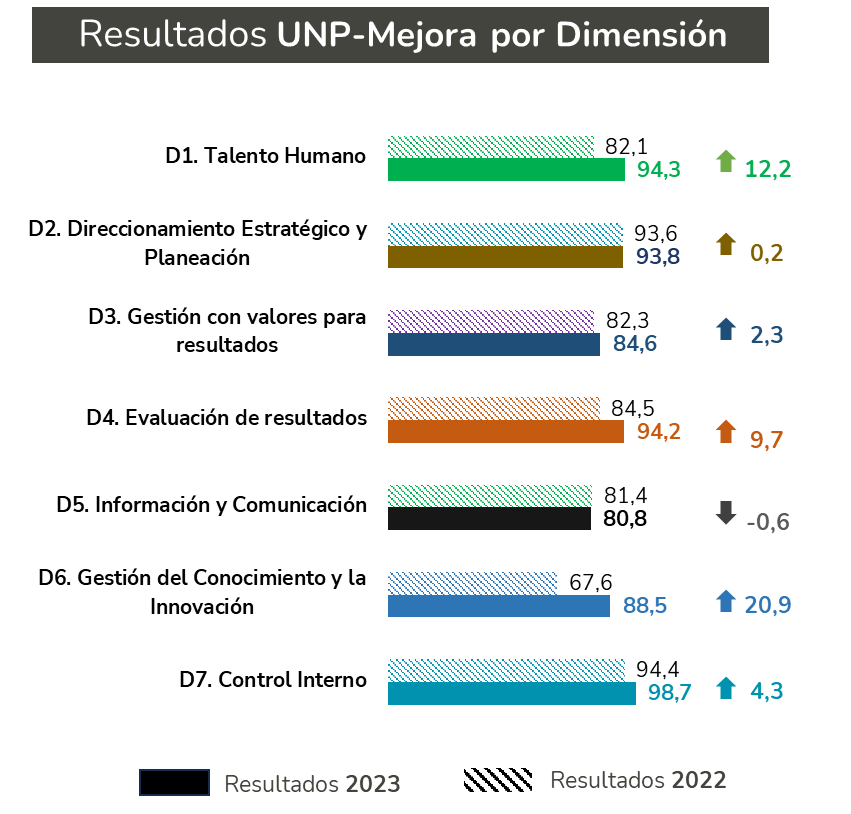 Resultados UNP-Mejora por Dimensión
D1. Talento Humano
82,1
94,3
12,2
D2. Direccionamiento Estratégico y
Planeación
93,6
93,8
0,2
D3. Gestión con valores para
resultados
82,3
84,6
2,3
D4. Evaluación de resultados
84,5
94,2
9,7
D5. Información y Comunicación
81,4
80,8
-0,6
D6. Gestión del Conocimiento y la
Innovación
67,6
88,5
20,9
D7. Control Interno
94,4
98,7
4,3
Resultados 2023
Resultados 2022